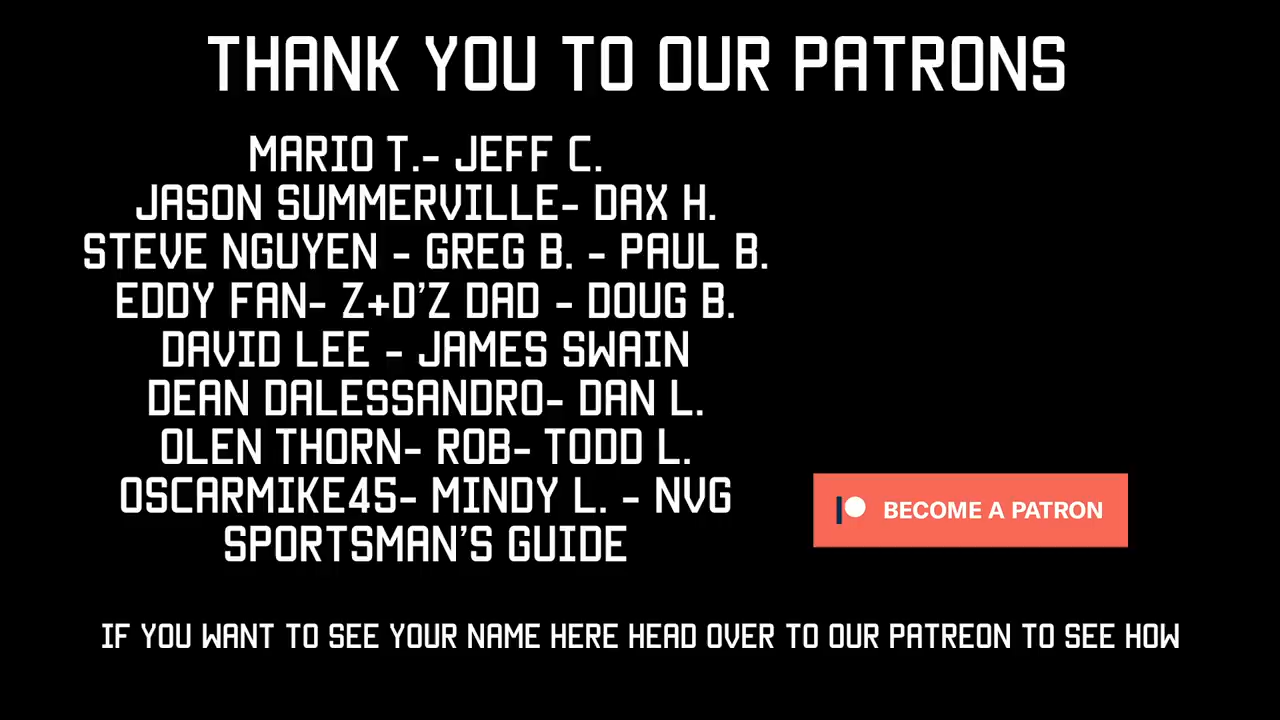 THANK YOU TO OUR PATRONS
MARIO T.- JEFF C.
JASON SUMMERVILLE- DAX H.
STEVE NGUYEN - GREG B. - PAUL B.
EDDY FAN- Z+D'Z DAD - DOUG B.
DAVID LEE - JAMES SWAIN
DEAN DALESSANDRO- DAN L.
OLEN THORN- ROB- TODD L.
OSCARMIKE45- MINDY L. - NVG
SPORTSMAN'S GUIDE
BECOME A PATRON
IF YOU WANT TO SEE YOUR NAME HERE HEAD OVER TO OUR PATREON TO SEE HOW